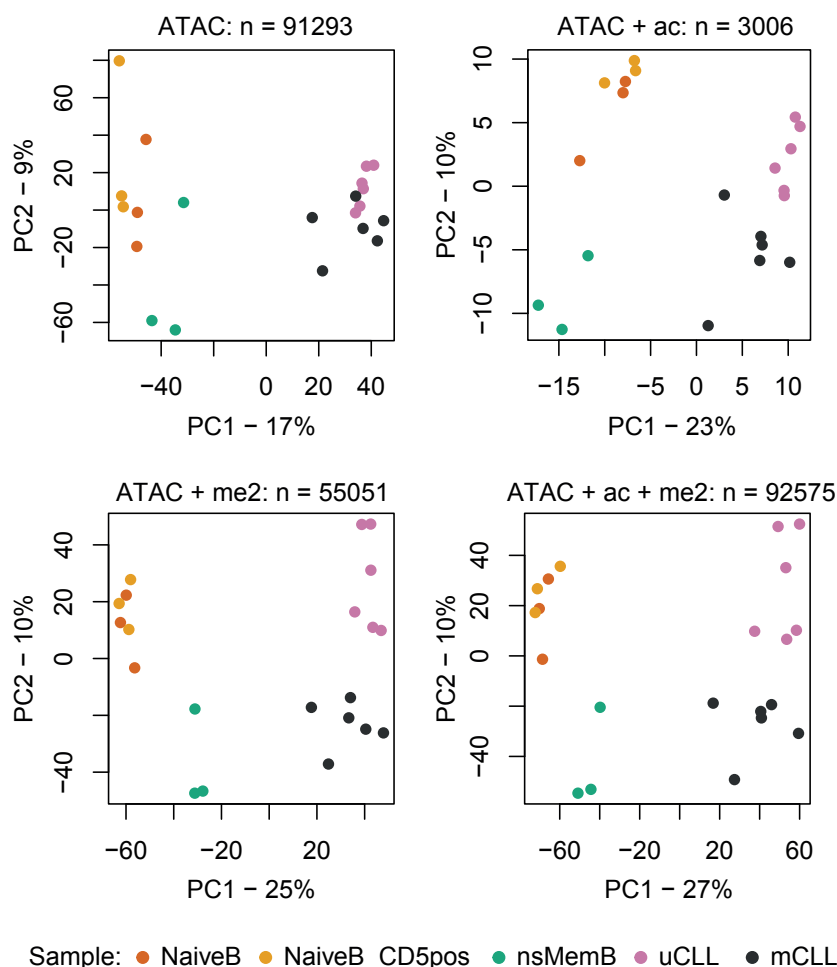 ATAC: n = 91293
60
20
−20
−60
PC2 − 9%
−40
0
20
40
PC1 − 17%
ATAC + ac: n = 3006
10
5
0
−5
−10
PC2 − 10%
−15
−5
0
5
10
PC1 − 23%
ATAC + me2: n = 55051
40
20
0
−40
PC2 − 10%
−60
−20
20
PC1 − 25%
ATAC + ac + me2: n = 92575
40
20
0
−40
PC2 − 10%
−60
−20
20
60
PC1 − 27%
Sample: NaiveB NaiveB CD5pos nsMemB uCLL mCLL